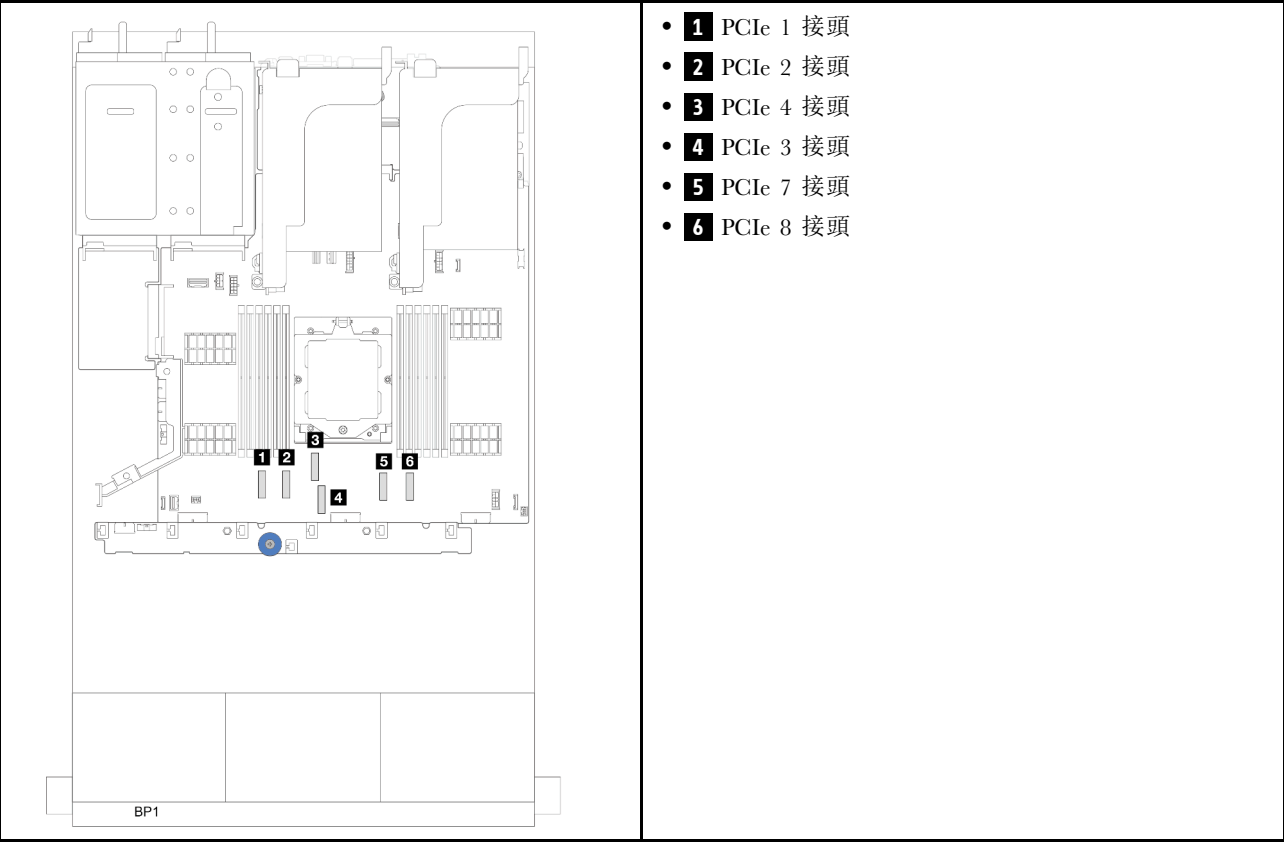 1 2 3 4 5 6
BP1
• 1 PCIe 1 接頭
• 2 PCIe 2 接頭
• 3 PCIe 4 接頭
• 4 PCIe 3 接頭
• 5 PCIe 7 接頭
• 6 PCIe 8 接頭